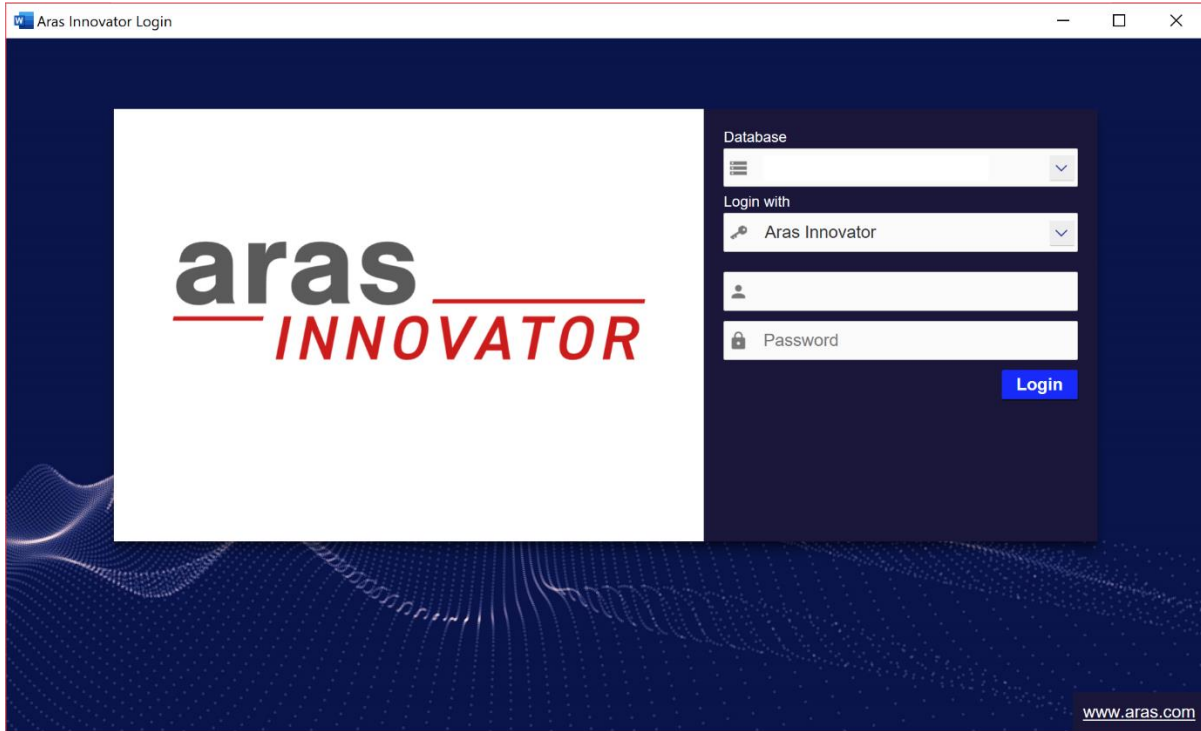 Aras Innovator Login
aras
INNOVATOR
Database
Login with
Aras Innovator
Password
Login
www.aras.com